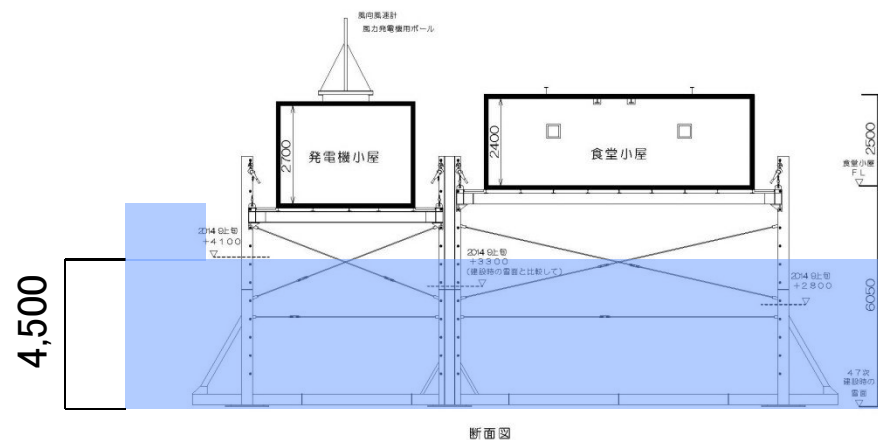 風向風速計
風力発電機用ポール
2700
発電機小屋
2400
食堂小屋
2500
食堂小屋
FL
2014 9上旬
+4100
2014 9上旬
+3300
(建設時の雪面と比較して)
2014 9上旬
+2800
4,500
6050
47次
建設時の
雪面
断面図